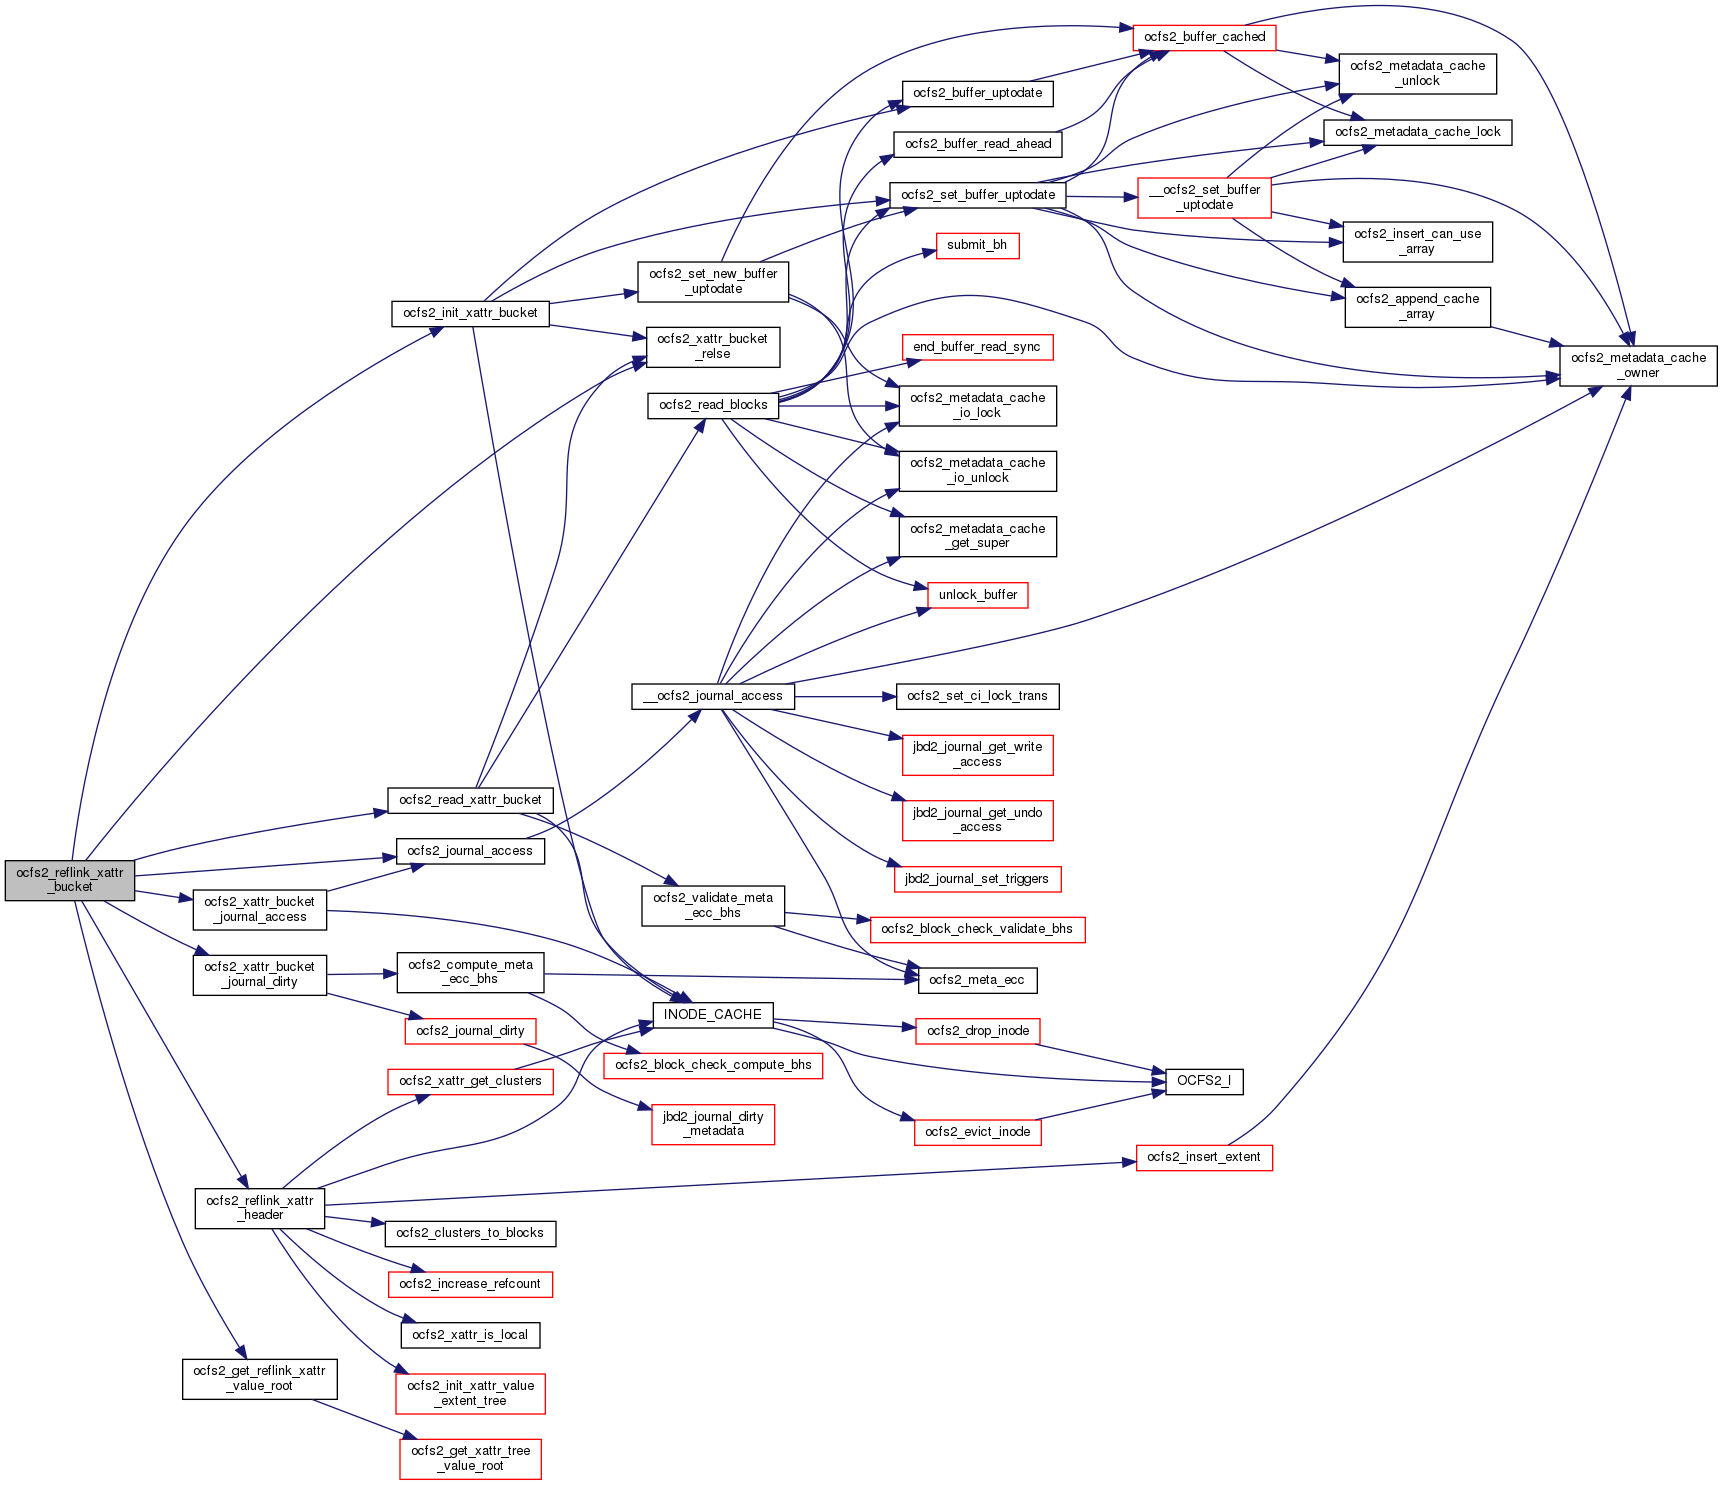 ocfs2_reflink_xattr
_bucket
ocfs2_init_xattr_bucket
ocfs2_read_xattr_bucket
ocfs2_journal_access
ocfs2_xattr_bucket
_journal_access
ocfs2_xattr_bucket
_journal_dirty
ocfs2_compute_meta
_ecc_bhs
ocfs2_journal_dirty
ocfs2_xattr_get_clusters
ocfs2_reflink_xattr
_header
ocfs2_clusters_to_blocks
ocfs2_increase_refcount
ocfs2_xattr_is_local
ocfs2_get_reflink_xattr
_value_root
ocfs2_init_xattr_value
_extent_tree
ocfs2_get_xattr_tree
_value_root
ocfs2_set_new_buffer
_uptodate
ocfs2_xattr_bucket
_relse
ocfs2_read_blocks
__ocfs2_journal_access
ocfs2_validate_meta
_ecc_bhs
INODE_CACHE
ocfs2_block_check_compute_bhs
jbd2_journal_dirty
_metadata
ocfs2_buffer_uptodate
ocfs2_buffer_read_ahead
ocfs2_set_buffer_uptodate
submit_bh
end_buffer_read_sync
ocfs2_metadata_cache
_io_lock
ocfs2_metadata_cache
_io_unlock
ocfs2_metadata_cache
_get_super
unlock_buffer
ocfs2_set_ci_lock_trans
jbd2_journal_get_write
_access
jbd2_journal_get_undo
_access
jbd2_journal_set_triggers
ocfs2_block_check_validate_bhs
ocfs2_meta_ecc
ocfs2_drop_inode
ocfs2_evict_inode
ocfs2_buffer_cached
__ocfs2_set_buffer
_uptodate
OCFS2_I
ocfs2_insert_extent
ocfs2_metadata_cache
_unlock
ocfs2_metadata_cache_lock
ocfs2_insert_can_use
_array
ocfs2_append_cache
_array
ocfs2_metadata_cache
_owner